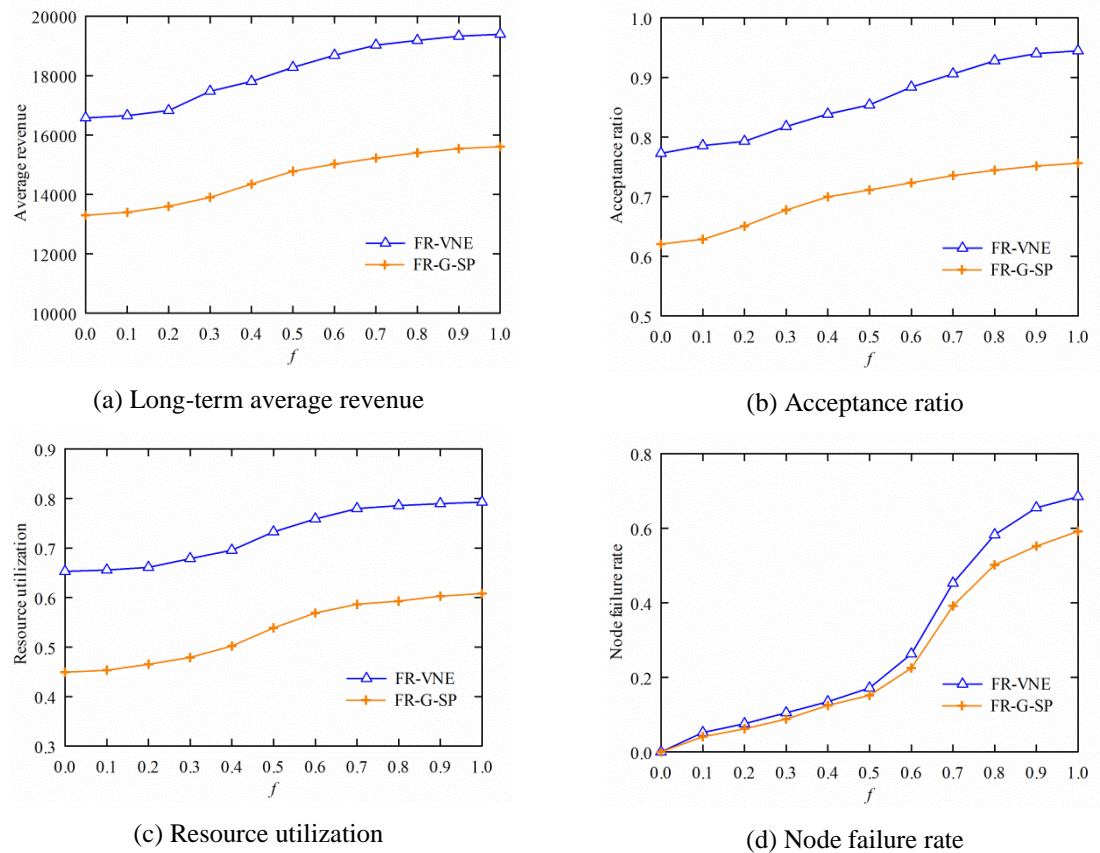 20000
18000
16000
14000
12000
10000
Average revenue
FR-VNE
FR-G-SP
0.0 0.1 0.2 0.3 0.4 0.5 0.6 0.7 0.8 0.9 1.0
f
(a) Long-term average revenue
1.0
0.9
0.8
0.7
0.6
0.5
Acceptance ratio
FR-VNE
FR-G-SP
0.0 0.1 0.2 0.3 0.4 0.5 0.6 0.7 0.8 0.9 1.0
f
(b) Acceptance ratio
0.9
0.8
0.7
0.6
0.5
0.4
0.3
Resource utilization
FR-VNE
FR-G-SP
0.0 0.1 0.2 0.3 0.4 0.5 0.6 0.7 0.8 0.9 1.0
f
(c) Resource utilization
0.8
0.6
0.4
0.2
0.0
Node failure rate
FR-VNE
FR-G-SP
0.0 0.1 0.2 0.3 0.4 0.5 0.6 0.7 0.8 0.9 1.0
f
(d) Node failure rate